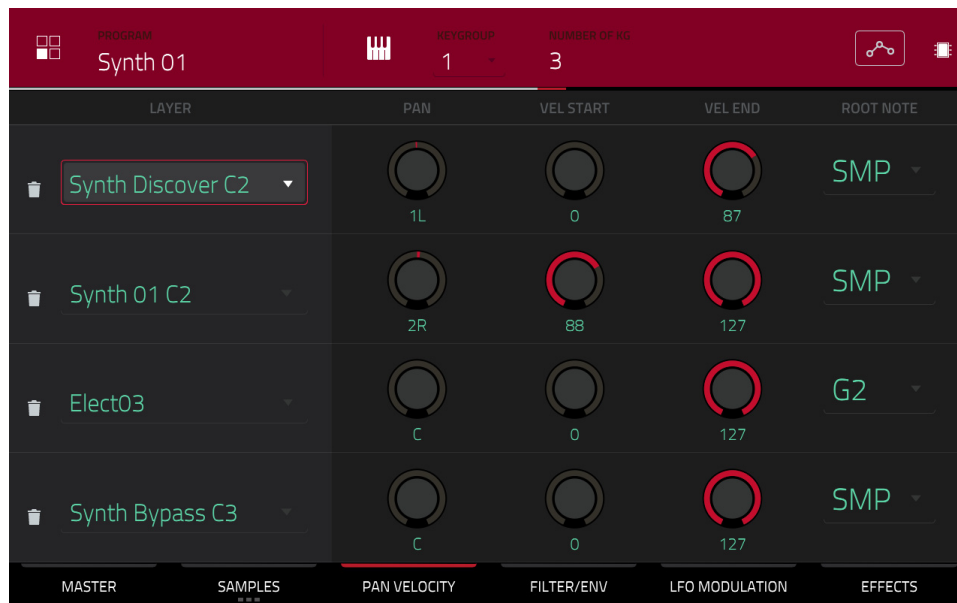 PROGRAM KEYGROUP NUMBER OF KG
Synth 01 1 3
LAYER PAN VEL START VEL END ROOT NOTE
Synth Discover C2 1L 0 87 SMP
Synth 01 C2 2R 88 127 SMP
Elect03 C 0 127 G2
Synth Bypass C3 C 0 127 SMP
MASTER SAMPLES PAN VELOCITY FILTER/ENV LFO MODULATION EFFECTS